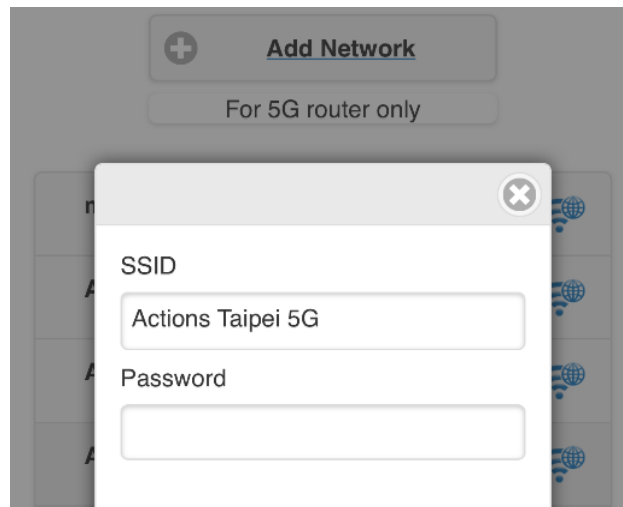 Add Network
For 5G router only
SSID
Actions Taipei 5G
Password